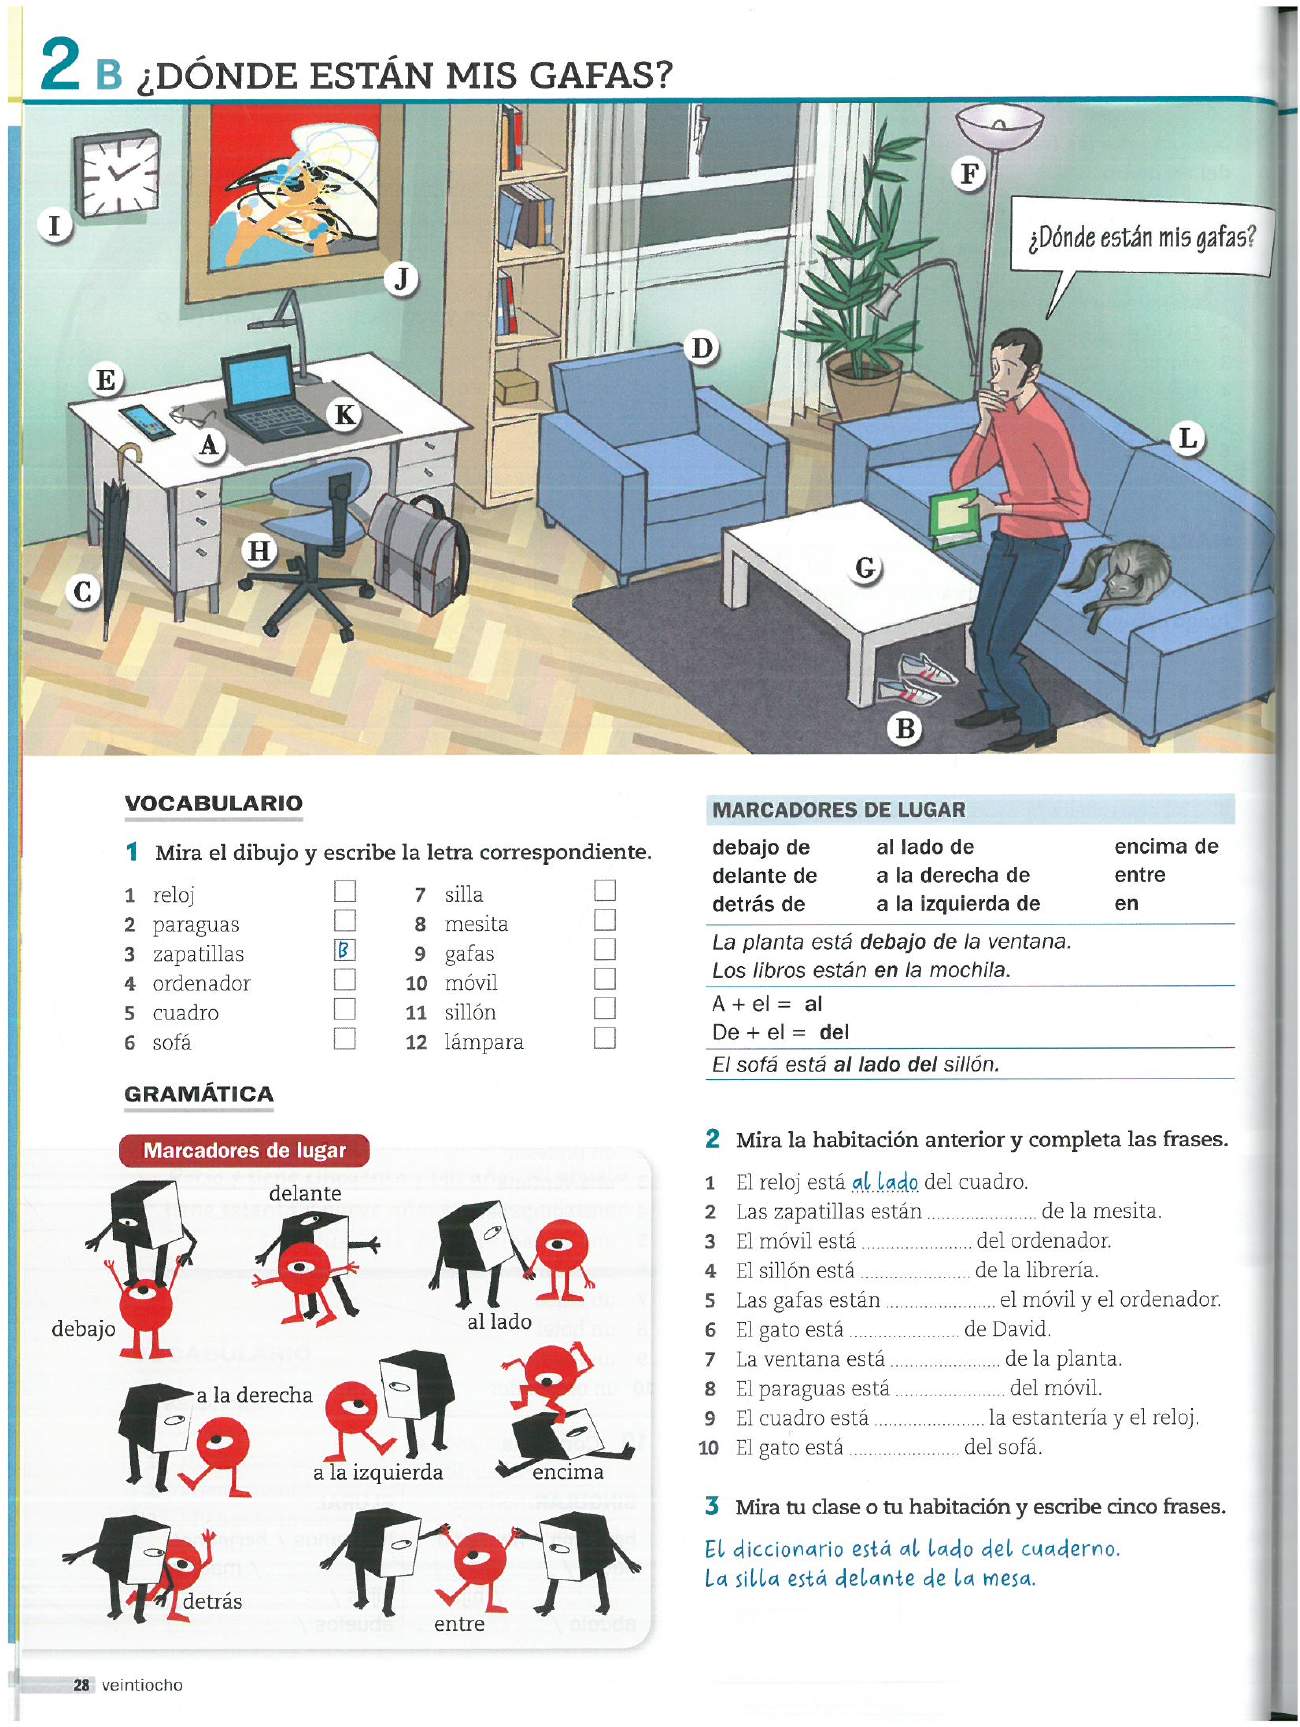 2 B ¿DÓNDE ESTÁN MIS GAFAS?
I
J
F
¿Dónde están mis gafas?
D
E
K
A
L
H
G
C
B
VOCABULARIO
1 Mira el dibujo y escribe la letra correspondiente.
1 reloj
2 paraguas
3 zapatillas B
4 ordenador
5 cuadro
6 sofá
7 silla
8 mesita
9 gafas
10 móvil
11 sillón
12 lámpara
GRAMÁTICA
Marcadores de lugar
delante
debajo
al lado
a la derecha
a la izquierda
encima
detrás
entre
MARCADORES DE LUGAR
debajo de al lado de encima de
delante de a la derecha de entre
detrás de a la izquierda de en
La planta está debajo de la ventana.
Los libros están en la mochila.
A + el = al
De + el = del
El sofá está al lado del sillón.
2 Mira la habitación anterior y completa las frases.
1 El reloj está al lado del cuadro.
2 Las zapatillas están ...................... de la mesita.
3 El móvil está ...................... del ordenador.
4 El sillón está ...................... de la librería.
5 Las gafas están ...................... el móvil y el ordenador.
6 El gato está ...................... de David.
7 La ventana está ...................... de la planta.
8 El paraguas está ...................... del móvil.
9 El cuadro está ...................... la estantería y el reloj.
10 El gato está ...................... del sofá.
3 Mira tu clase o tu habitación y escribe cinco frases.
El diccionario está al lado del cuaderno.
La silla está delante de la mesa.
28 veintiocho